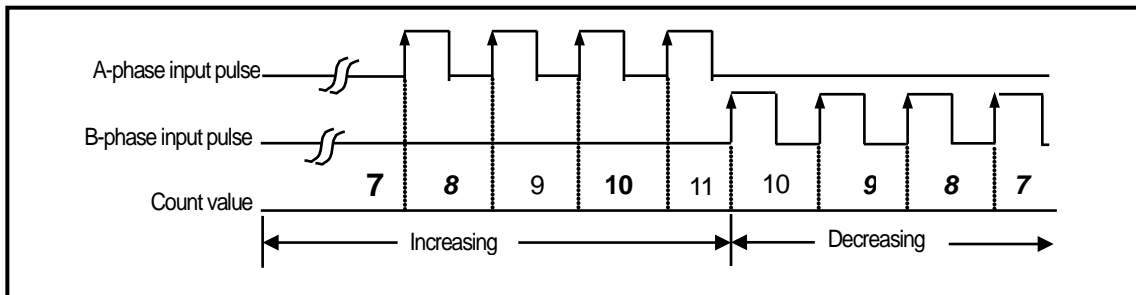 A-phase input pulse
B-phase input pulse
Count value 7 8 9 10 11 10 9 8 7
Increasing Decreasing